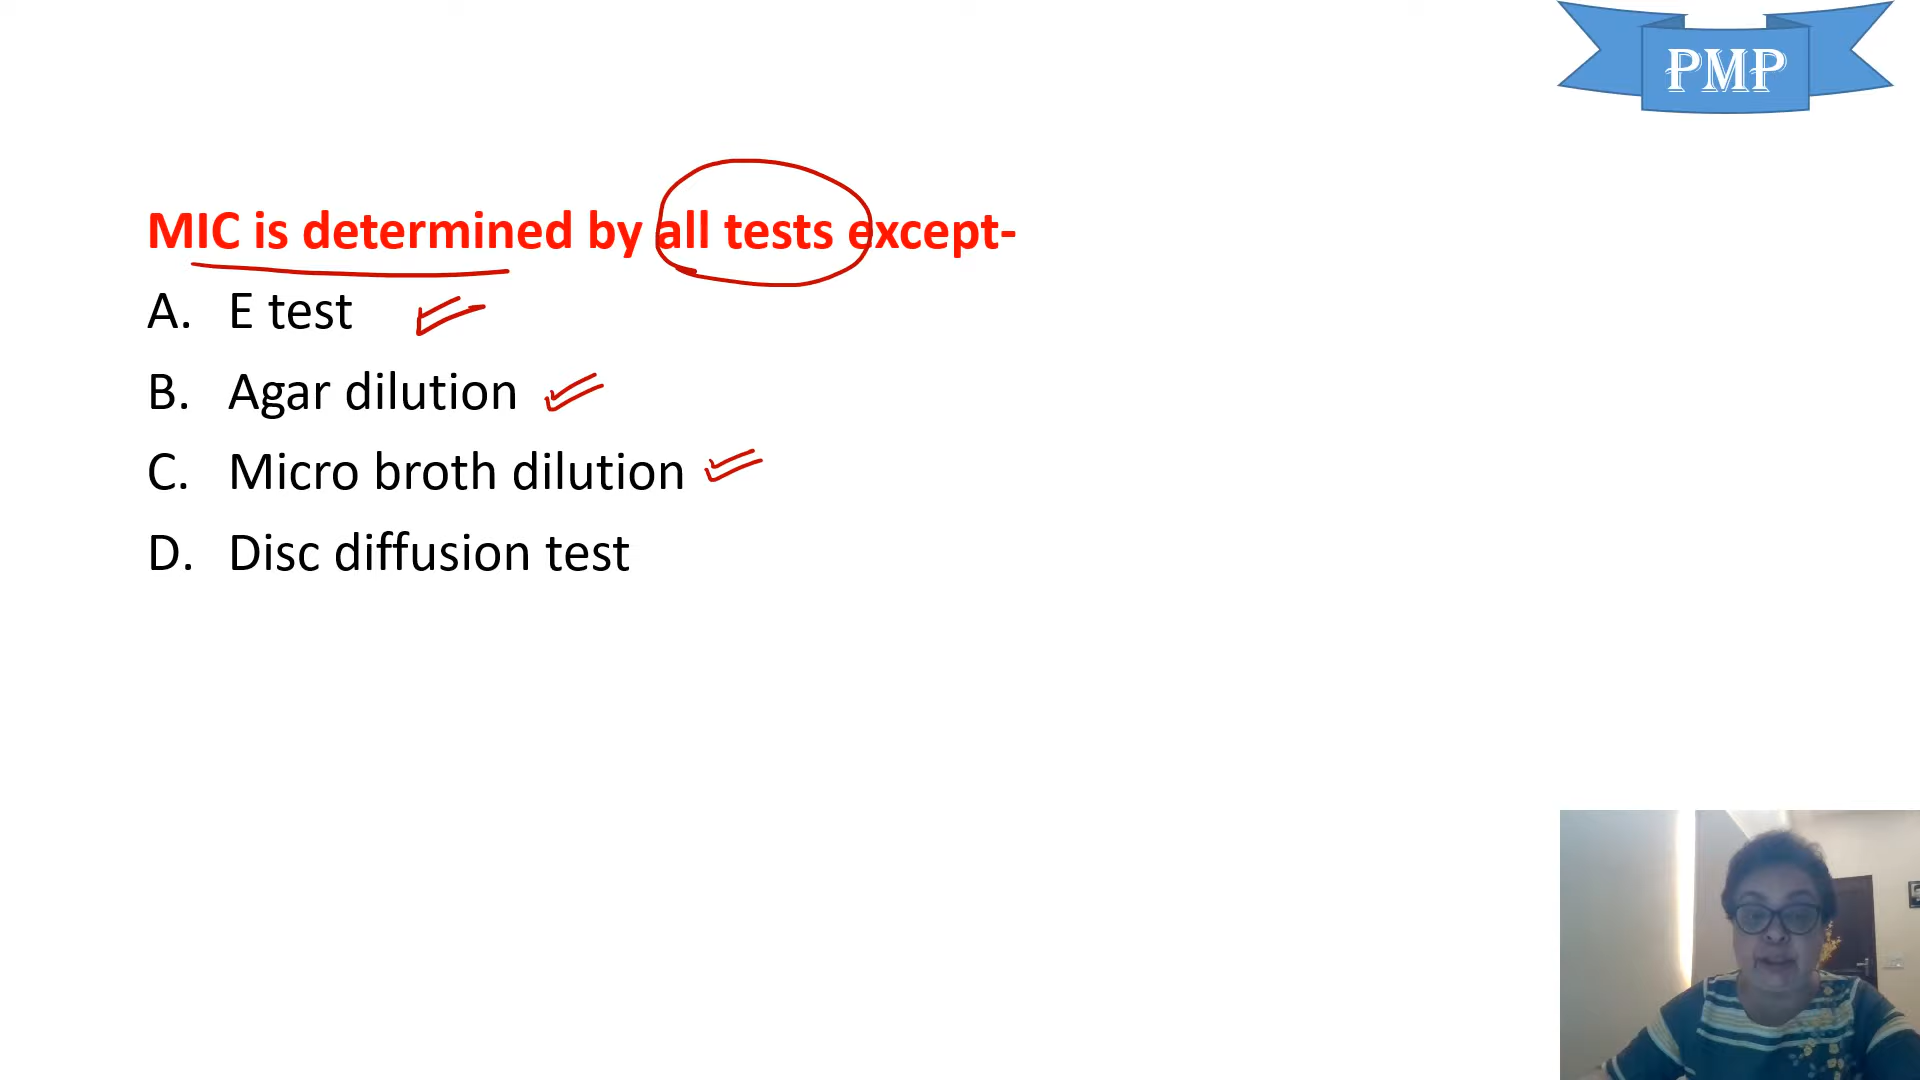 PMP
MIC is determined by all tests except-
A. E test
B. Agar dilution
C. Micro broth dilution
D. Disc diffusion test